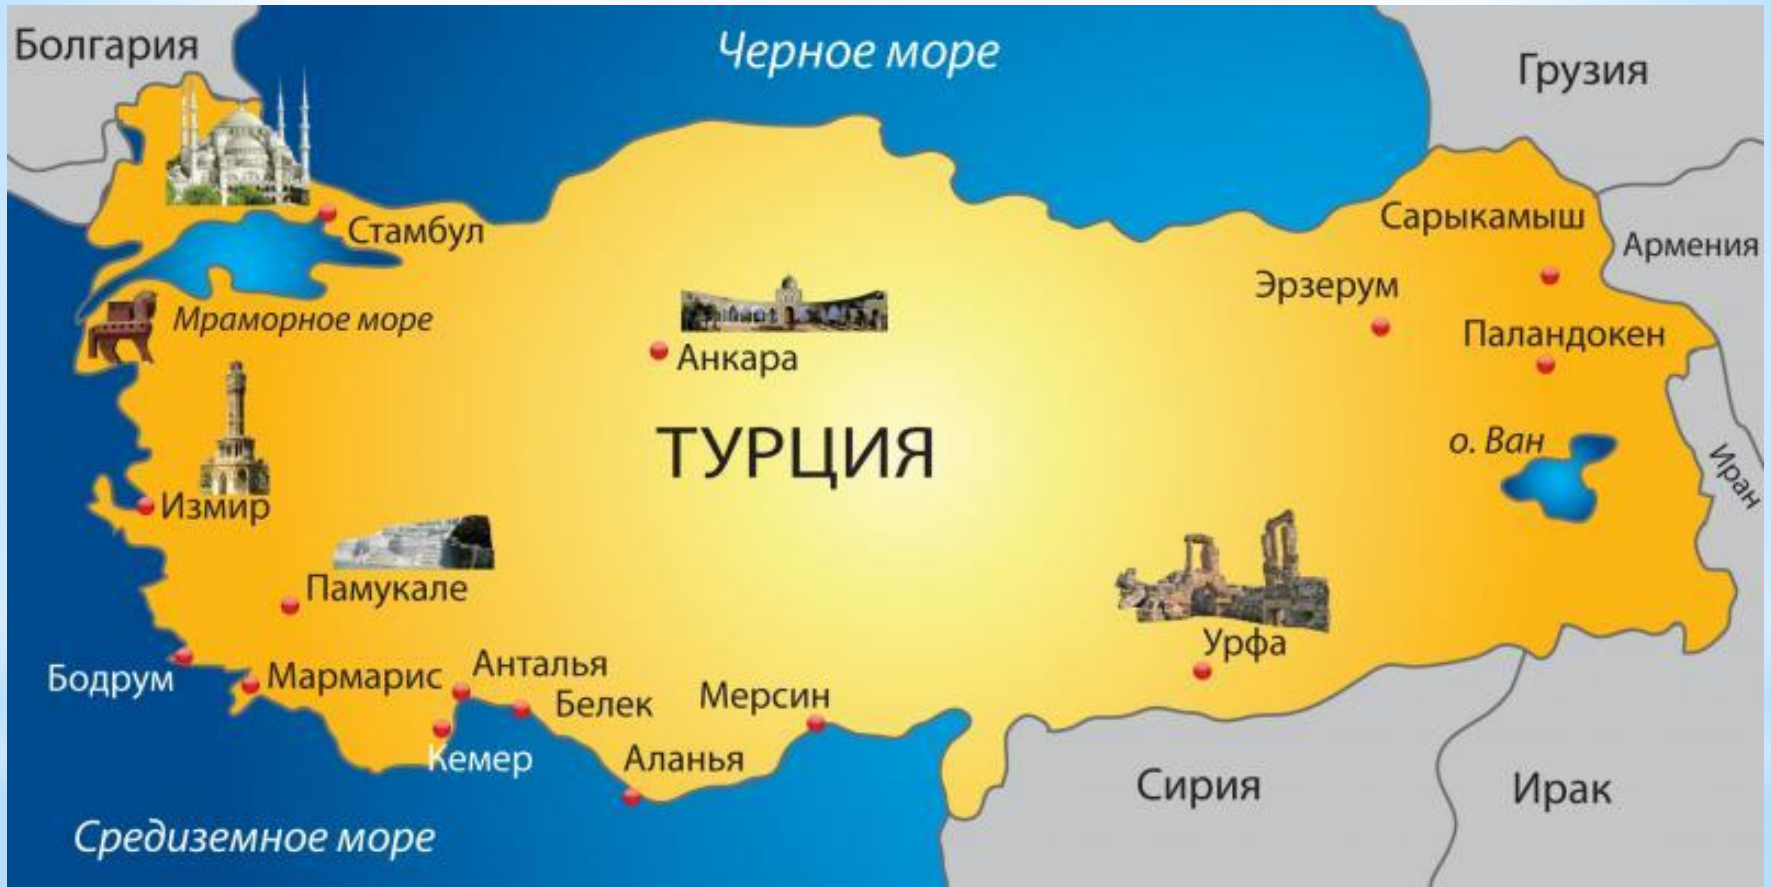 Болгария
Черное море
Грузия
Сарыкамыш
Армения
Стамбул
Эрзерум
Мраморное море
Паландокен
Анкара
ТУРЦИЯ
о. Ван
Иран
Измир
Памукале
Урфа
Бодрум
Мармарис
Анталья
Белек
Мерсин
Кемер
Аланья
Сирия
Ирак
Средиземное море